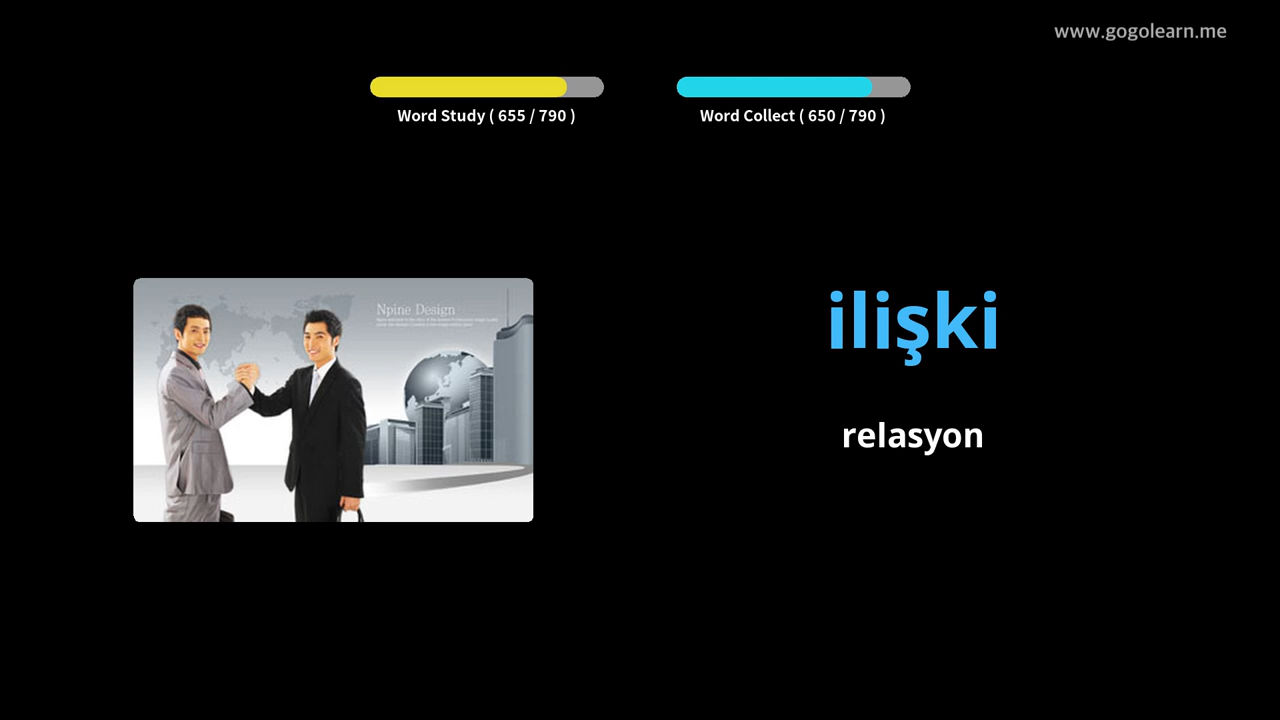 www.gogolearn.me
Word Study ( 655 / 790 )
Word Collect ( 650 / 790 )
Npine Design
ilişki
relasyon